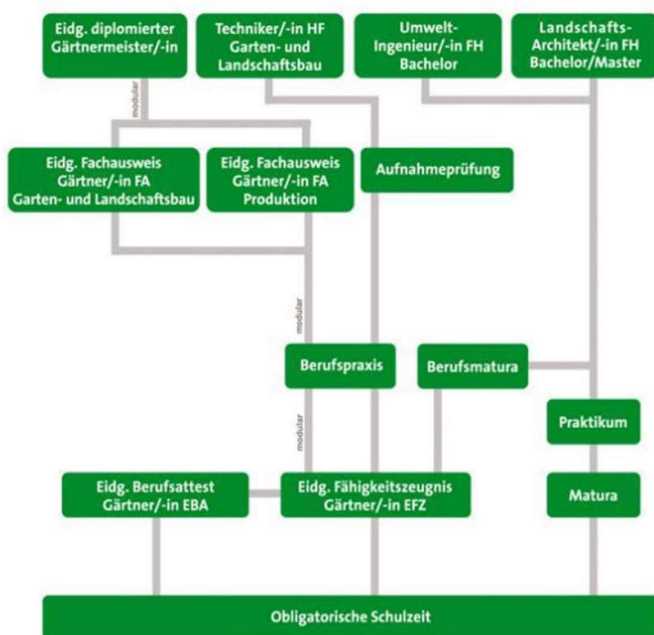 Eidg. diplomierter
Gärtnermeister/-in
Techniker/-in HF
Garten- und
Landschaftsbau
Umwelt-
Ingenieur/-in FH
Bachelor
Landschafts-
Architekt/-in FH
Bachelor/Master
modular
Eidg. Fachausweis
Gärtner/-in FA
Garten- und Landschaftsbau
Eidg. Fachausweis
Gärtner/-in FA
Produktion
Aufnahmeprüfung
modular
Berufspraxis
Berufsmatura
Praktikum
modular
Eidg. Berufsattest
Gärtner/-in EBA
Eidg. Fähigkeitszeugnis
Gärtner/-in EFZ
Matura
Obligatorische Schulzeit